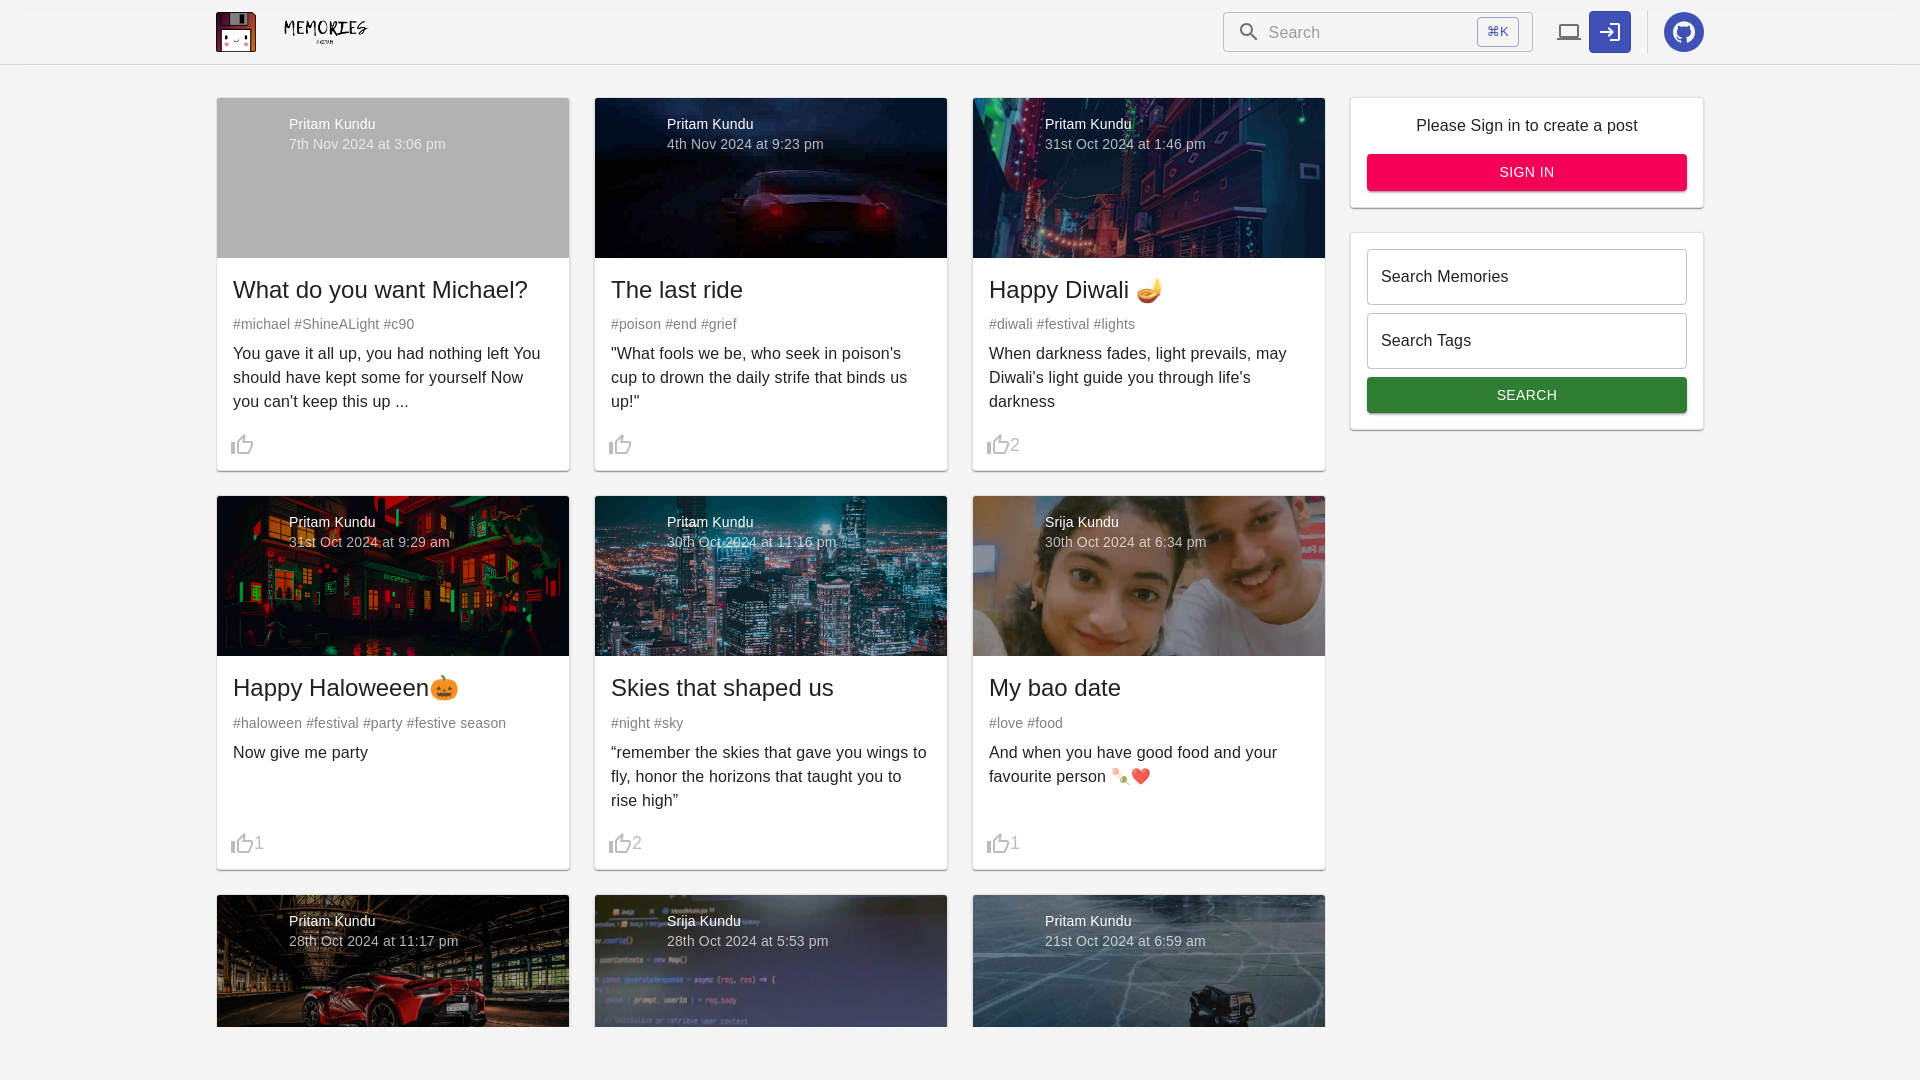 MEMORIES
Search
⌘K
Pritam Kundu
7th Nov 2024 at 3:06 pm
What do you want Michael?
#michael #ShineALight #c90
You gave it all up, you had nothing left You
should have kept some for yourself Now
you can't keep this up ...
Pritam Kundu
4th Nov 2024 at 9:23 pm
The last ride
#poison #end #grief
"What fools we be, who seek in poison's
cup to drown the daily strife that binds us
up!"
Pritam Kundu
31st Oct 2024 at 1:46 pm
Happy Diwali 🪔
#diwali #festival #lights
When darkness fades, light prevails, may
Diwali's light guide you through life's
darkness
2
Please Sign in to create a post
SIGN IN
Search Memories
Search Tags
SEARCH
Pritam Kundu
31st Oct 2024 at 9:29 am
Happy Haloweeen🎃
#haloween #festival #party #festive season
Now give me party
1
Pritam Kundu
30th Oct 2024 at 11:16 pm
Skies that shaped us
#night #sky
“remember the skies that gave you wings to
fly, honor the horizons that taught you to
rise high”
2
Srija Kundu
30th Oct 2024 at 6:34 pm
My bao date
#love #food
And when you have good food and your
favourite person 🍡❤️
1
Pritam Kundu
28th Oct 2024 at 11:17 pm
Srija Kundu
28th Oct 2024 at 5:53 pm
Pritam Kundu
21st Oct 2024 at 6:59 am